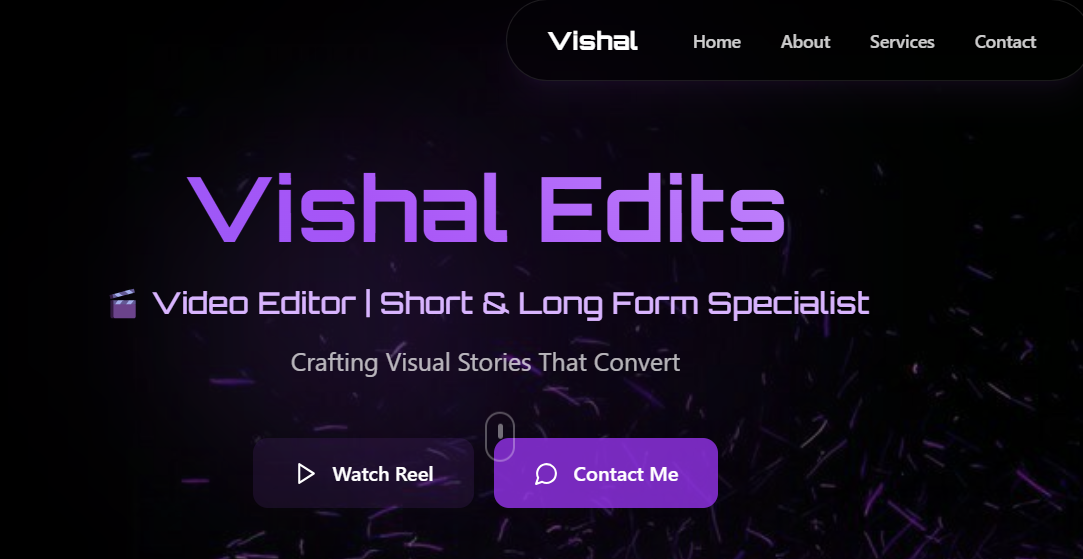 Vishal Home About Services Contact
Vishal Edits
🎬 Video Editor | Short & Long Form Specialist
Crafting Visual Stories That Convert
Watch Reel Contact Me